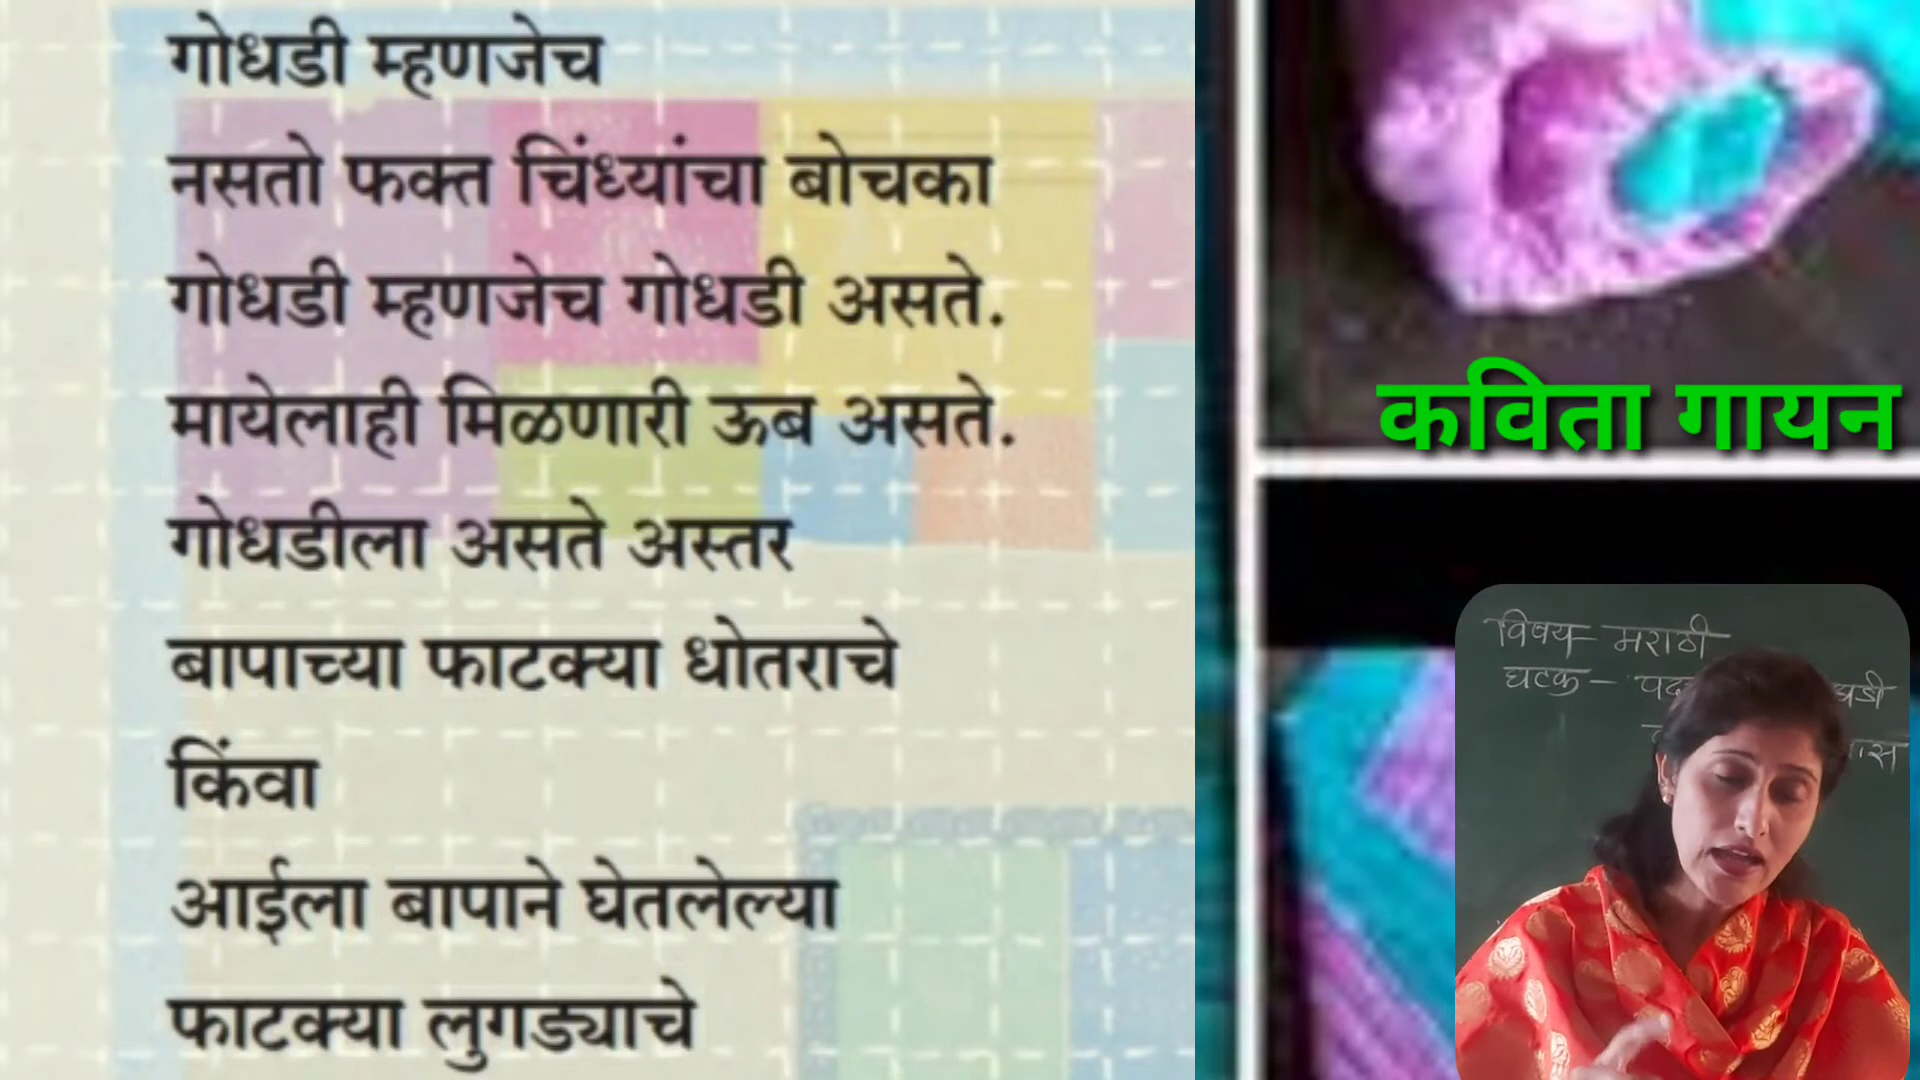 गोधडी म्हणजेच
नसतो फक्त चिंध्यांचा बोचका
गोधडी म्हणजेच गोधडी असते.
मायेलाही मिळणारी ऊब असते.
गोधडीला असते अस्तर
बापाच्या फाटक्या धोतराचे
किंवा
आईला बापाने घेतलेल्या
फाटक्या लुगड्याचे
कविता गायन
विषय - मराठी
घटक -